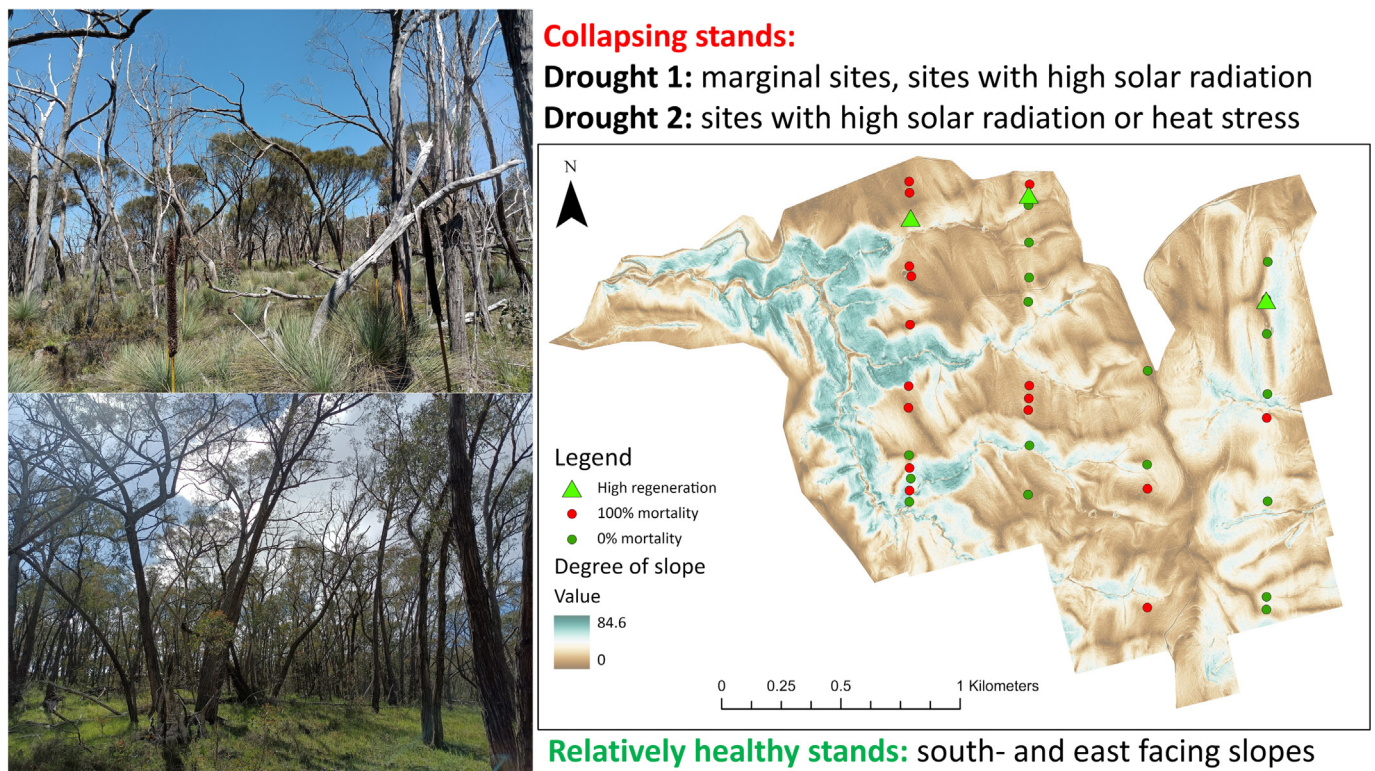 Collapsing stands:
Drought 1: marginal sites, sites with high solar radiation
Drought 2: sites with high solar radiation or heat stress
N
Legend
High regeneration
100% mortality
0% mortality
Degree of slope
Value
84.6
0
0 0.25 0.5 1 Kilometers
Relatively healthy stands: south- and east facing slopes